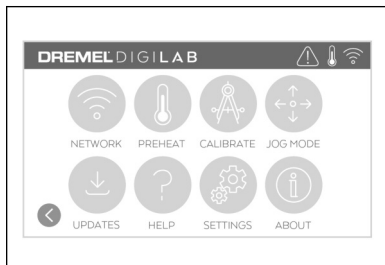 DREMEL DIGILAB
NETWORK PREHEAT CALIBRATE JOG MODE
UPDATES HELP SETTINGS ABOUT